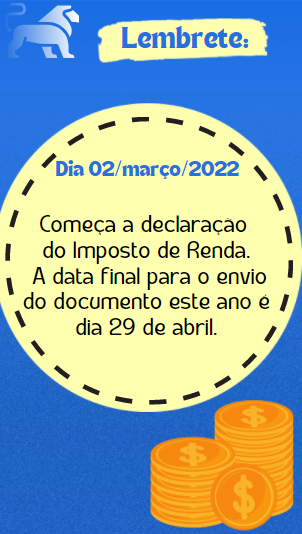 Lembrete:
Dia 02/março/2022
Começa a declaração
do Imposto de Renda.
A data final para o envio
do documento este ano é
dia 29 de abril.